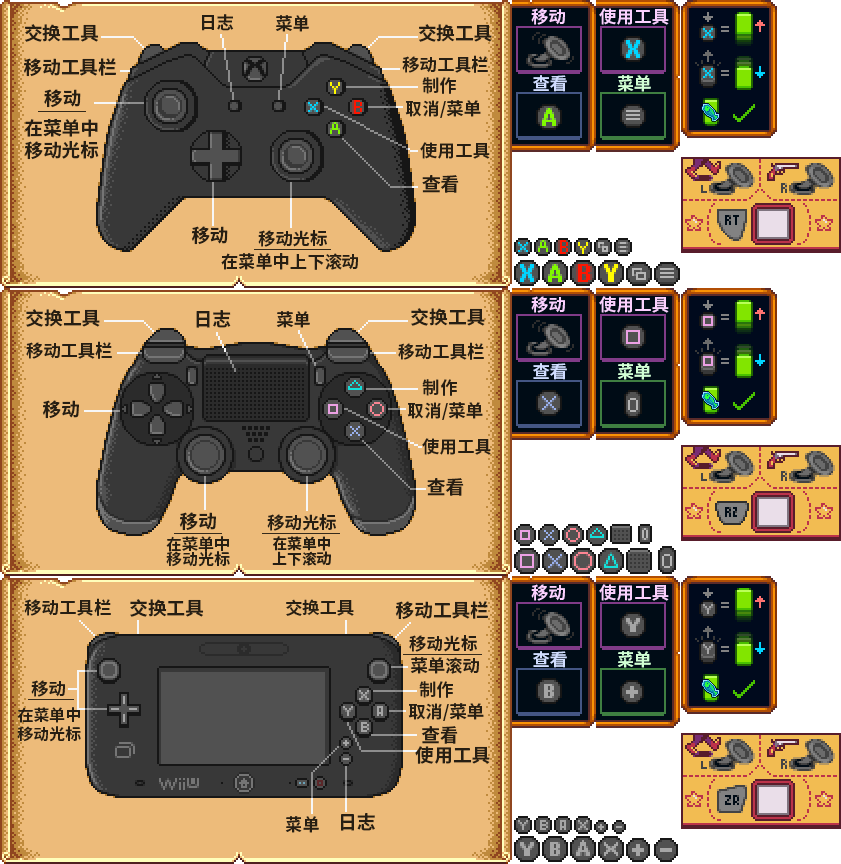 日志
菜单
交换工具
交换工具
移动工具栏
移动工具栏
移动
制作
取消/菜单
在菜单中
移动光标
使用工具
查看
移动
移动光标
在菜单中上下滚动
Y
X
B
A
移动
使用工具
X
查看
菜单
A
X
X
L
R
RT
X A B Y
X A B Y
交换工具
日志
菜单
交换工具
移动工具栏
移动工具栏
移动
制作
取消/菜单
使用工具
查看
移动
在菜单中
移动光标
移动光标
在菜单中
上下滚动
移动
使用工具
查看
菜单
L
R
R2
移动工具栏
交换工具
交换工具
移动工具栏
移动光标
菜单滚动
移动
制作
取消/菜单
在菜单中
移动光标
查看
使用工具
菜单
日志
X
Y
A
B
WiiU
移动
使用工具
Y
查看
菜单
B
+
Y
Y
L
R
ZR
Y B A X + -
Y B A X + -